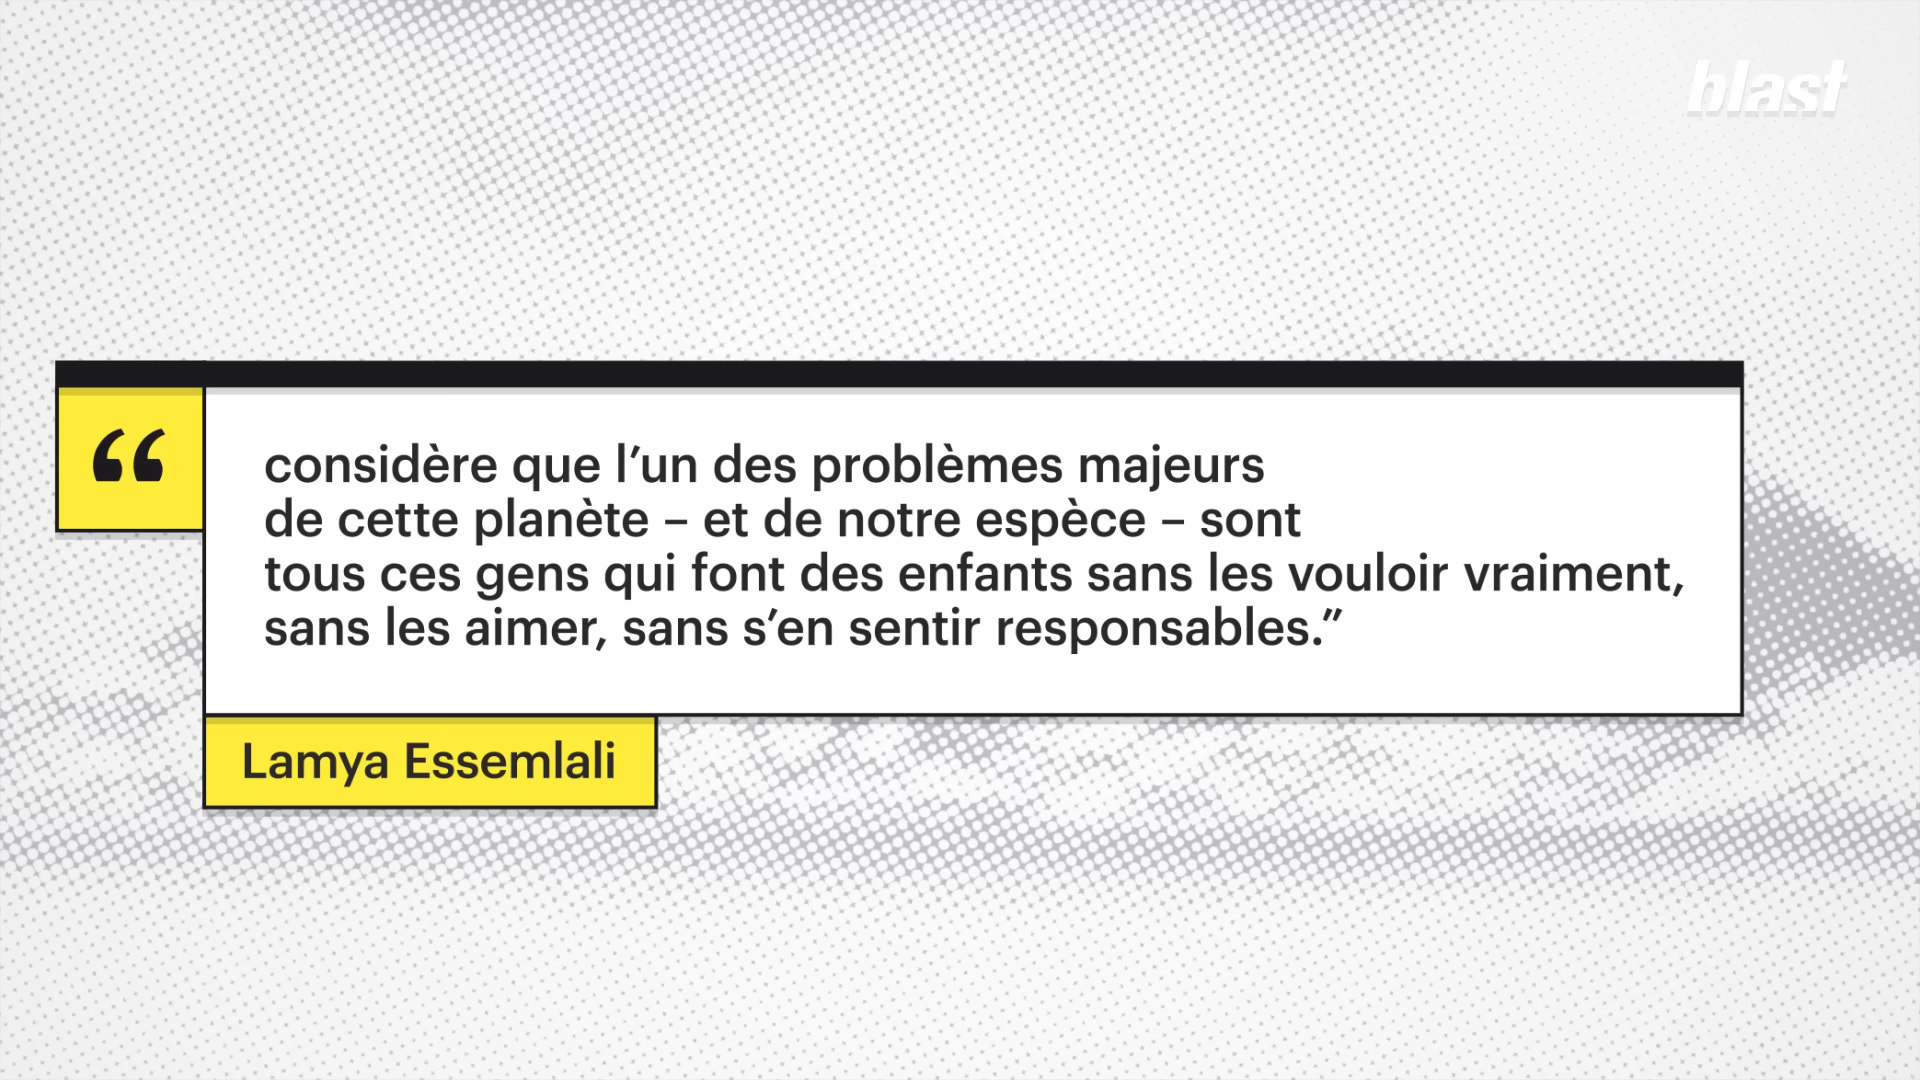 blast
“
considère que l’un des problèmes majeurs
de cette planète – et de notre espèce – sont
tous ces gens qui font des enfants sans les vouloir vraiment,
sans les aimer, sans s’en sentir responsables.”
Lamya Essemlali